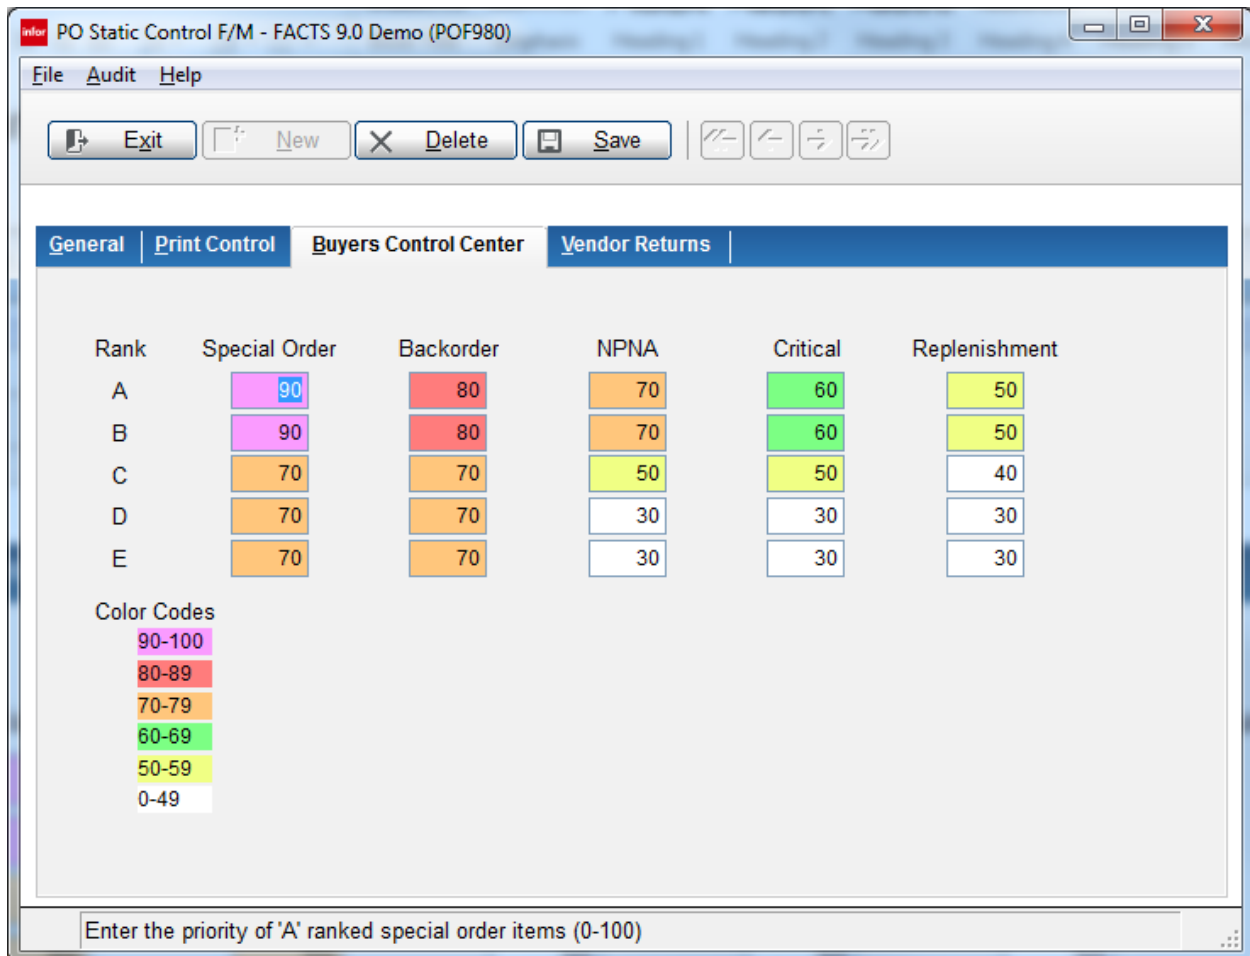 infor PO Static Control F/M - FACTS 9.0 Demo (POF980)
File Audit Help
Exit New Delete Save
General Print Control Buyers Control Center Vendor Returns
Rank Special Order Backorder NPNA Critical Replenishment
A 90 80 70 60 50
B 90 80 70 60 50
C 70 70 50 50 40
D 70 70 30 30 30
E 70 70 30 30 30
Color Codes
90-100
80-89
70-79
60-69
50-59
0-49
Enter the priority of 'A' ranked special order items (0-100)